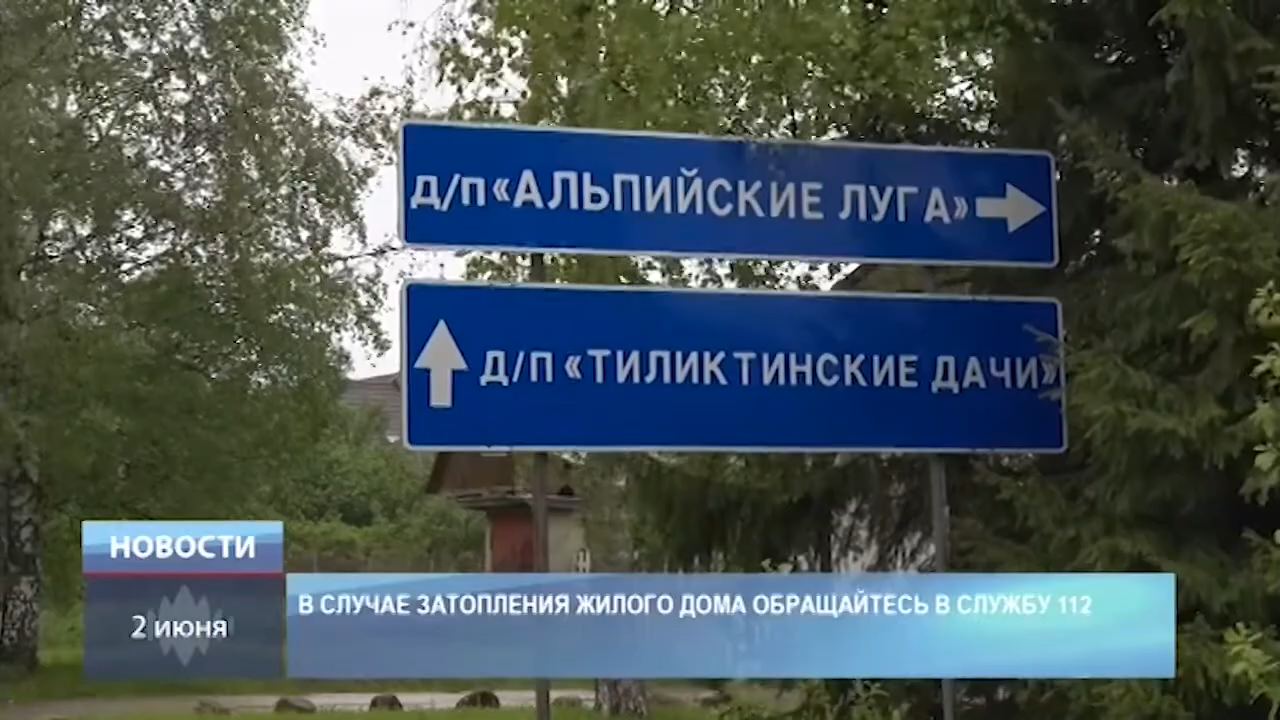 д/п «АЛЬПИЙСКИЕ ЛУГА»
д/п «ТИЛИКТИНСКИЕ ДАЧИ»
НОВОСТИ
2 июня
В СЛУЧАЕ ЗАТОПЛЕНИЯ ЖИЛОГО ДОМА ОБРАЩАЙТЕСЬ В СЛУЖБУ 112